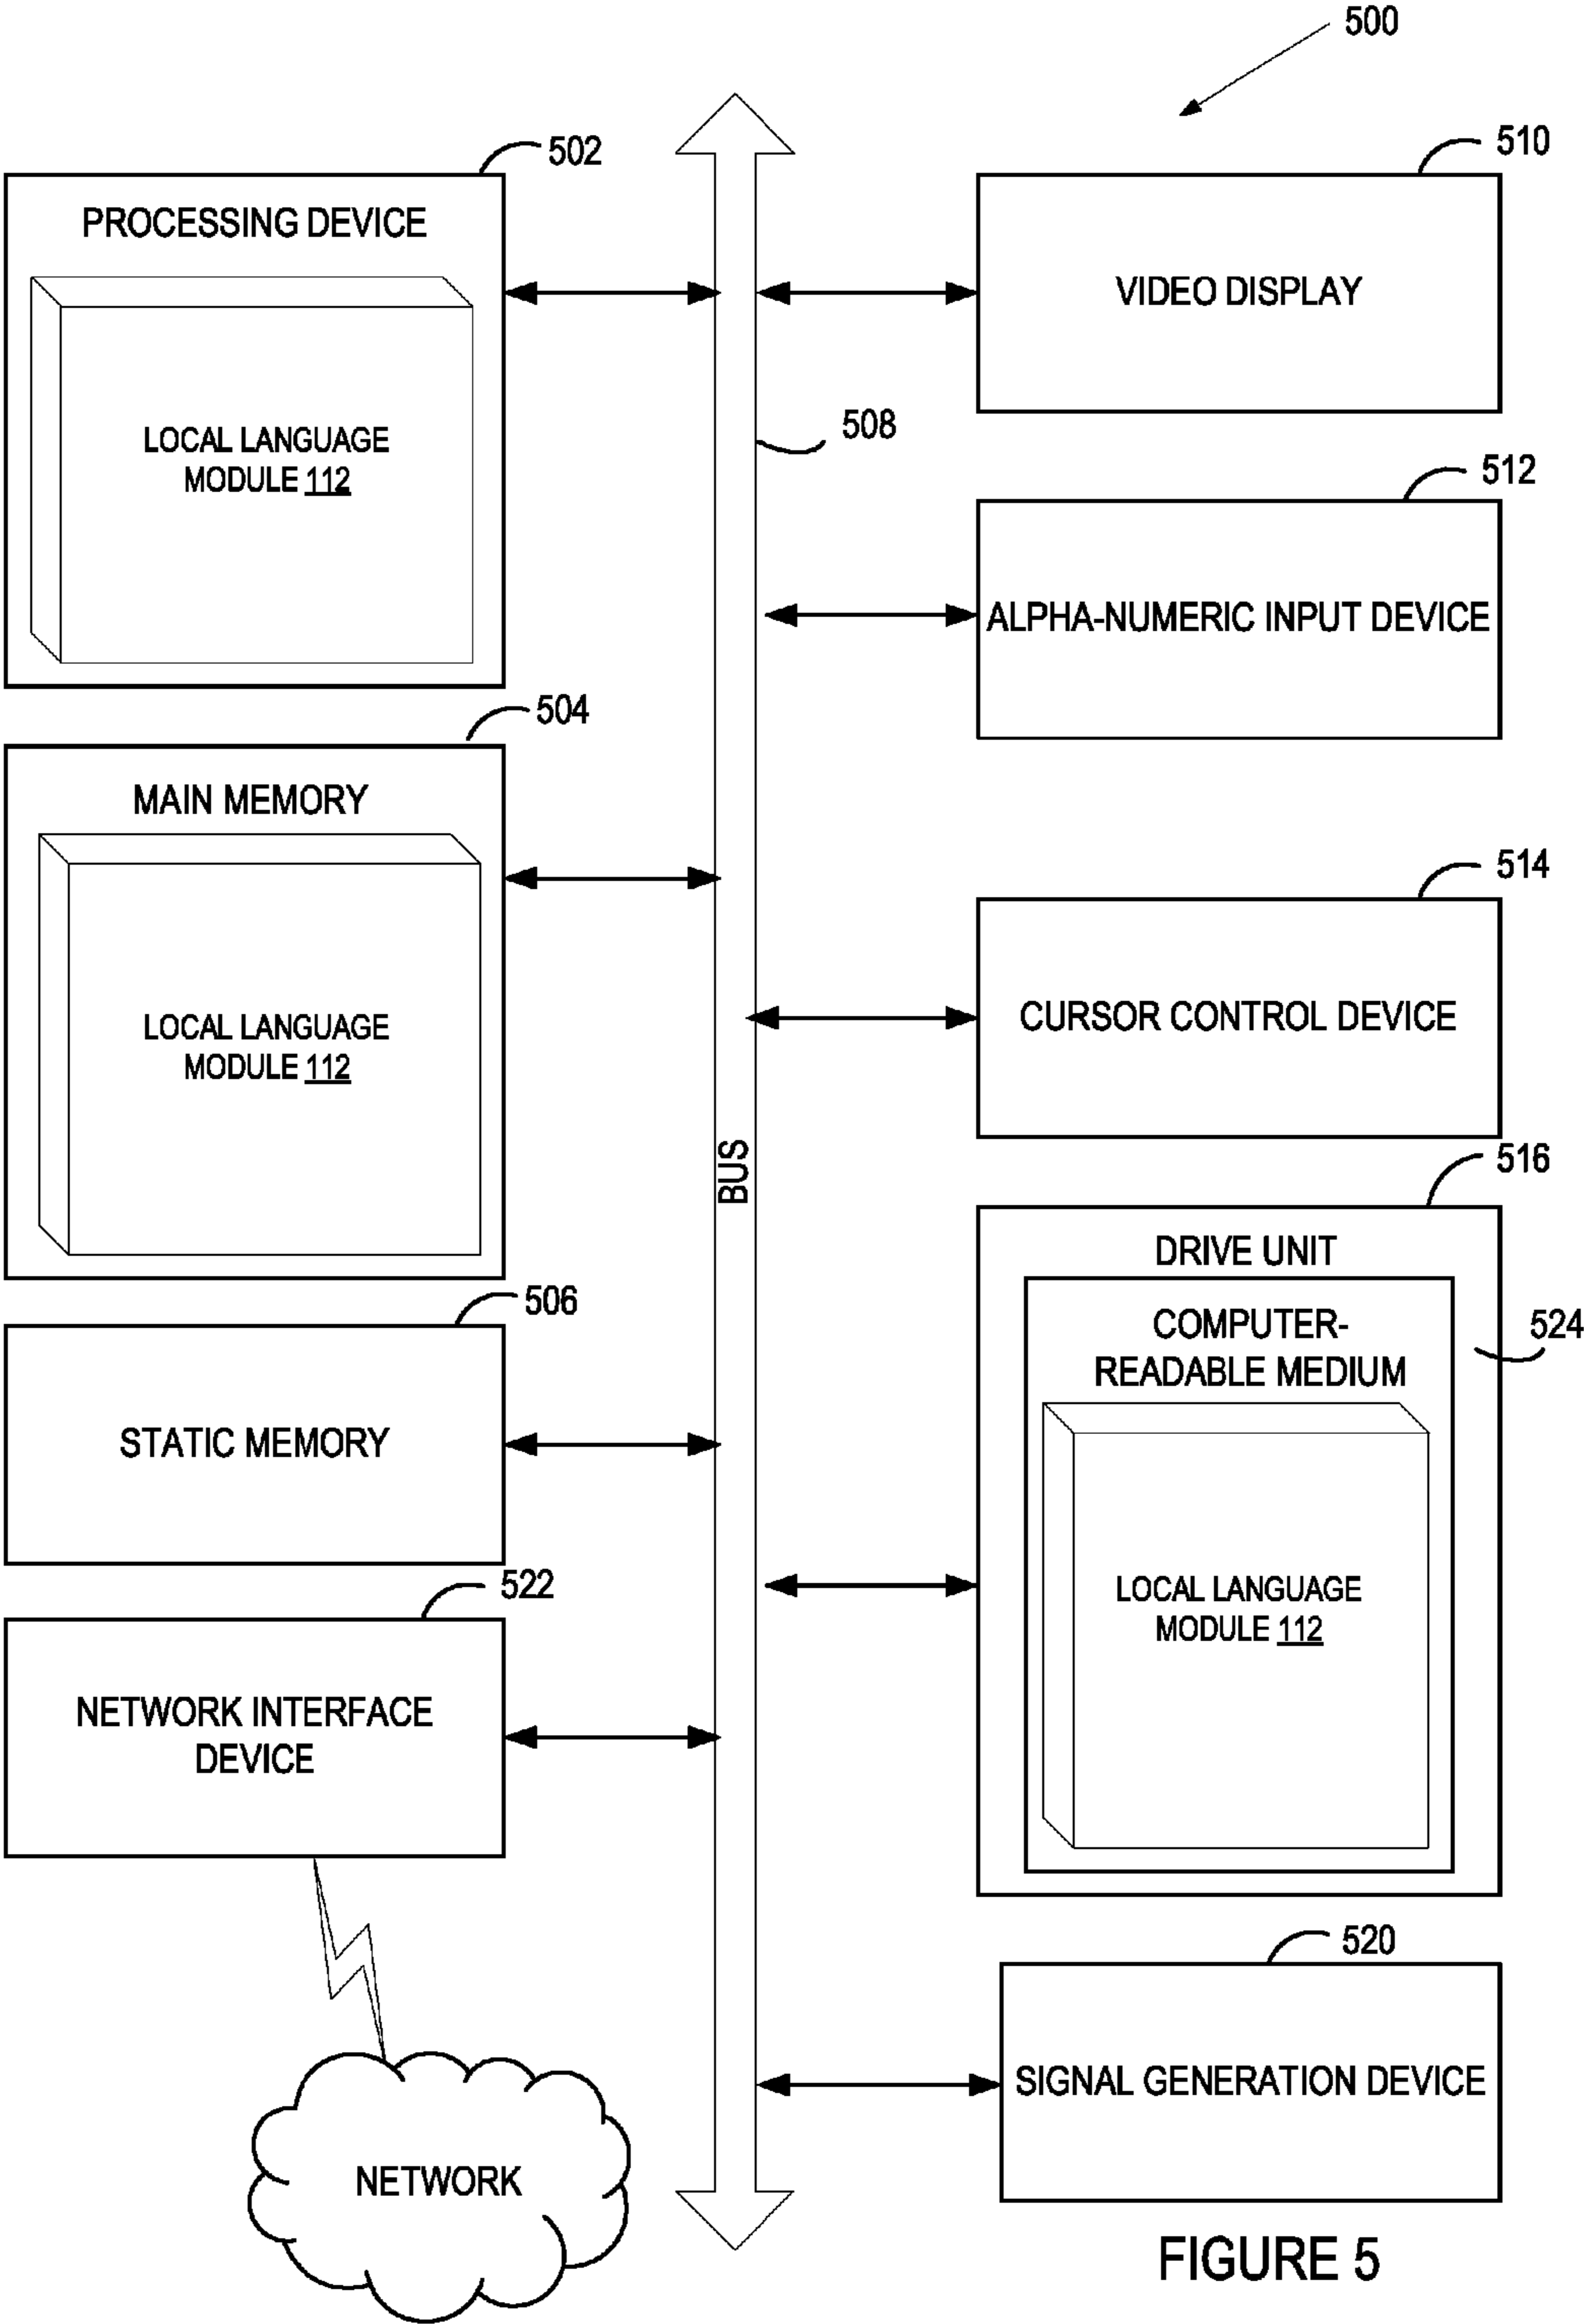 500
502
PROCESSING DEVICE
LOCAL LANGUAGE
MODULE 112
504
MAIN MEMORY
LOCAL LANGUAGE
MODULE 112
506
STATIC MEMORY
522
NETWORK INTERFACE
DEVICE
NETWORK
508
BUS
510
VIDEO DISPLAY
512
ALPHA-NUMERIC INPUT DEVICE
514
CURSOR CONTROL DEVICE
516
DRIVE UNIT
COMPUTER-
READABLE MEDIUM
524
LOCAL LANGUAGE
MODULE 112
520
SIGNAL GENERATION DEVICE
FIGURE 5